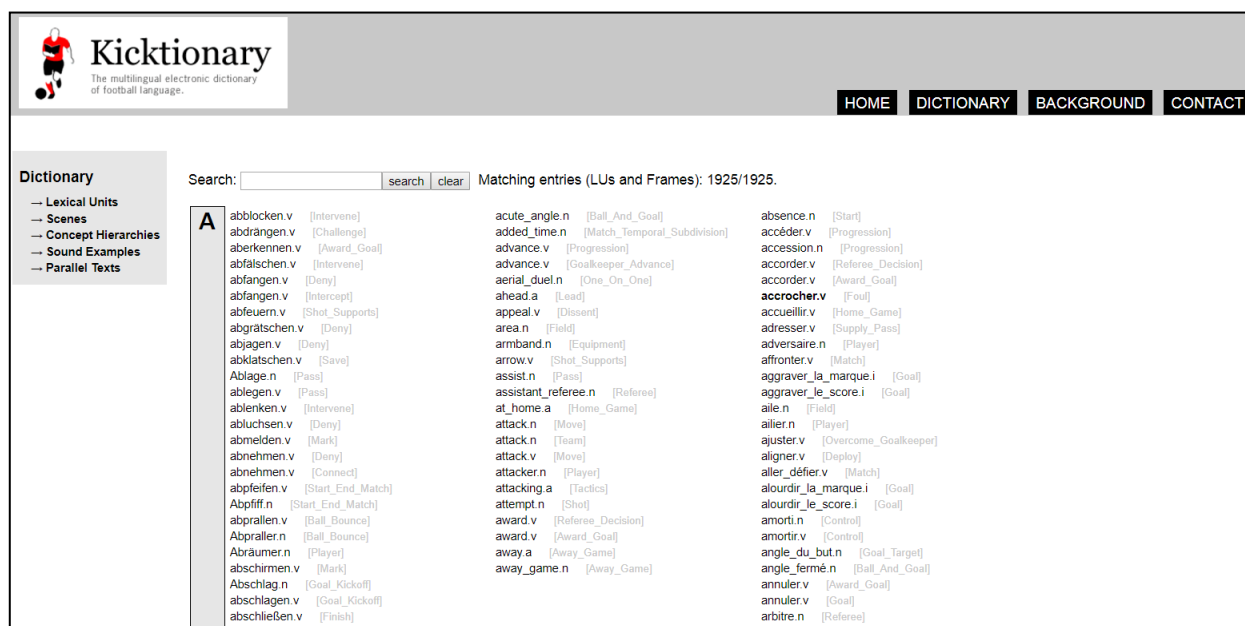 Kicktionary
The multilingual electronic dictionary
of football language.
HOME DICTIONARY BACKGROUND CONTACT
Dictionary
→ Lexical Units
→ Scenes
→ Concept Hierarchies
→ Sound Examples
→ Parallel Texts
Search: search clear Matching entries (LUs and Frames): 1925/1925.
A
abblocken.v [Intervene]
abdrängen.v [Challenge]
aberkennen.v [Award_Goal]
abfälschen.v [Intervene]
abfangen.v [Deny]
abfangen.v [Intercept]
abfeuern.v [Shot_Supports]
abgrätschen.v [Deny]
abjagen.v [Deny]
abklatschen.v [Save]
Ablage.n [Pass]
ablegen.v [Pass]
ablenken.v [Intervene]
abluchsen.v [Deny]
abmelden.v [Mark]
abnehmen.v [Deny]
abnehmen.v [Connect]
abpfeifen.v [Start_End_Match]
Abpfiff.n [Start_End_Match]
abprallen.v [Ball_Bounce]
Abpraller.n [Ball_Bounce]
Abräumer.n [Player]
abschirmen.v [Mark]
Abschlag.n [Goal_Kickoff]
abschlagen.v [Goal_Kickoff]
abschließen.v [Finish]
acute_angle.n [Ball_And_Goal]
added_time.n [Match_Temporal_Subdivision]
advance.v [Progression]
advance.v [Goalkeeper_Advance]
aerial_duel.n [One_On_One]
ahead.a [Lead]
appeal.v [Dissent]
area.n [Field]
armband.n [Equipment]
arrow.v [Shot_Supports]
assist.n [Pass]
assistant_referee.n [Referee]
at_home.a [Home_Game]
attack.n [Move]
attack.n [Team]
attack.v [Move]
attacker.n [Player]
attacking.a [Tactics]
attempt.n [Shot]
award.v [Referee_Decision]
award.v [Award_Goal]
away.a [Away_Game]
away_game.n [Away_Game]
absence.n [Start]
accéder.v [Progression]
accession.n [Progression]
accorder.v [Referee_Decision]
accorder.v [Award_Goal]
accrocher.v [Foul]
accueillir.v [Home_Game]
adresser.v [Supply_Pass]
adversaire.n [Player]
affronter.v [Match]
aggraver_la_marque.i [Goal]
aggraver_le_score.i [Goal]
aile.n [Field]
ailier.n [Player]
ajuster.v [Overcome_Goalkeeper]
aligner.v [Deploy]
aller_défier.v [Match]
alourdir_la_marque.i [Goal]
alourdir_le_score.i [Goal]
amorti.n [Control]
amortir.v [Control]
angle_du_but.n [Goal_Target]
angle_fermé.n [Ball_And_Goal]
annuler.v [Award_Goal]
annuler.v [Goal]
arbitre.n [Referee]